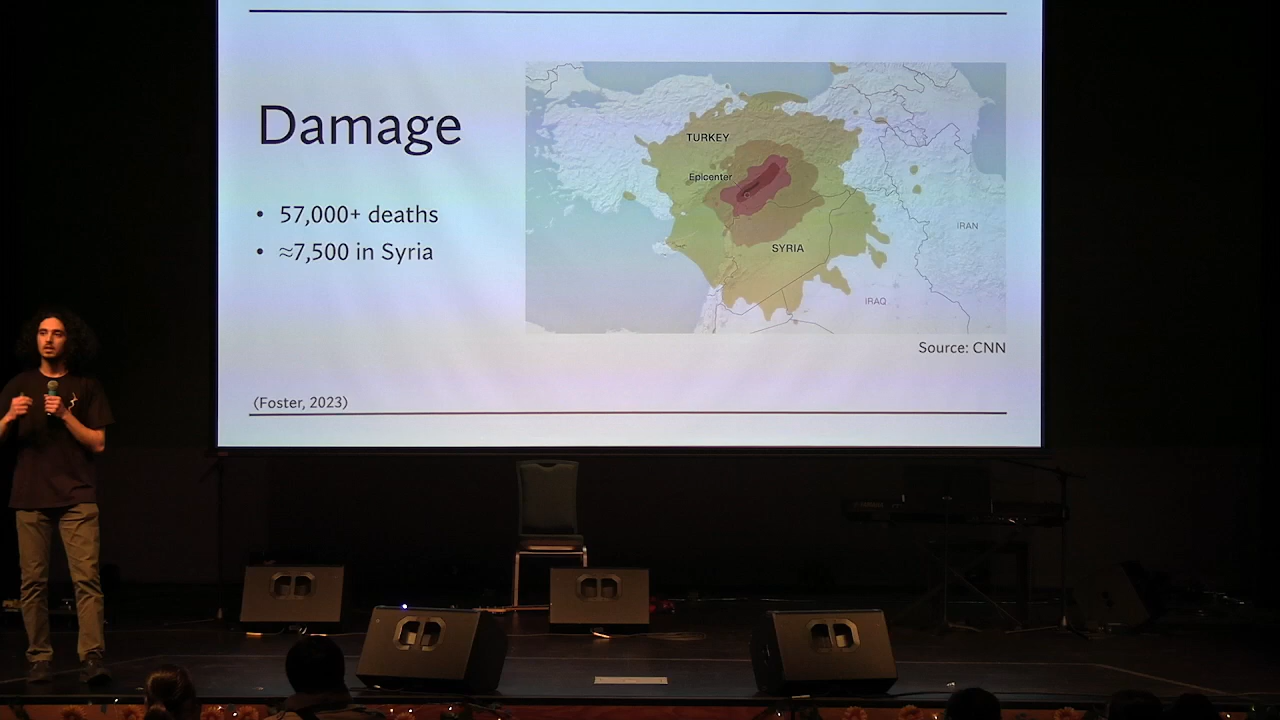 Damage
• 57,000+ deaths
• ≈7,500 in Syria
TURKEY
Epicenter
SYRIA
IRAN
IRAQ
Source: CNN
(Foster, 2023)